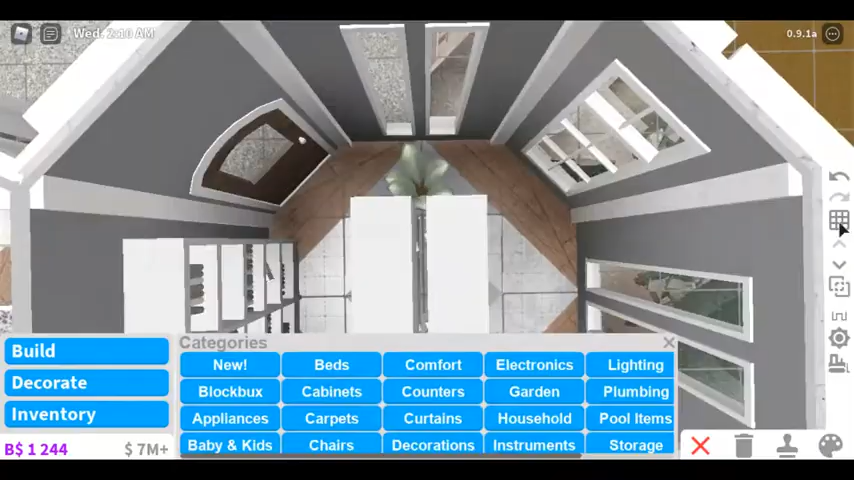 Wed. 2:10 AM
0.9.1a
Build
Decorate
Inventory
B$ 1 244
$ 7M+
Categories
New!
Beds
Comfort
Electronics
Lighting
Blockbux
Cabinets
Counters
Garden
Plumbing
Appliances
Carpets
Curtains
Household
Pool Items
Baby & Kids
Chairs
Decorations
Instruments
Storage